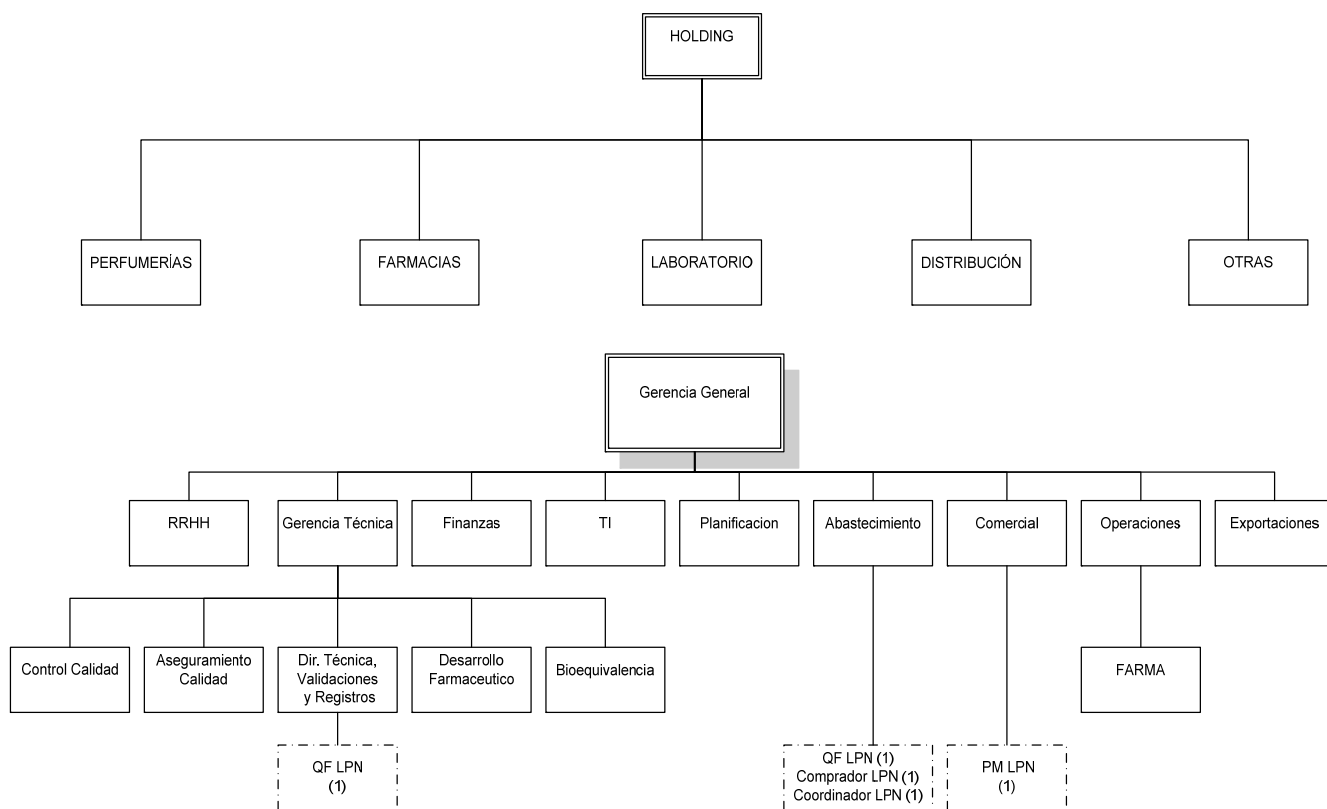 HOLDING
PERFUMERÍAS
FARMACIAS
LABORATORIO
DISTRIBUCIÓN
OTRAS
Gerencia General
RRHH
Gerencia Técnica
Finanzas
TI
Planificacion
Abastecimiento
Comercial
Operaciones
Exportaciones
Control Calidad
Aseguramiento
Calidad
Dir. Técnica,
Validaciones
y Registros
Desarrollo
Farmaceutico
Bioequivalencia
FARMA
QF LPN
(1)
QF LPN (1)
Comprador LPN (1)
Coordinador LPN (1)
PM LPN
(1)